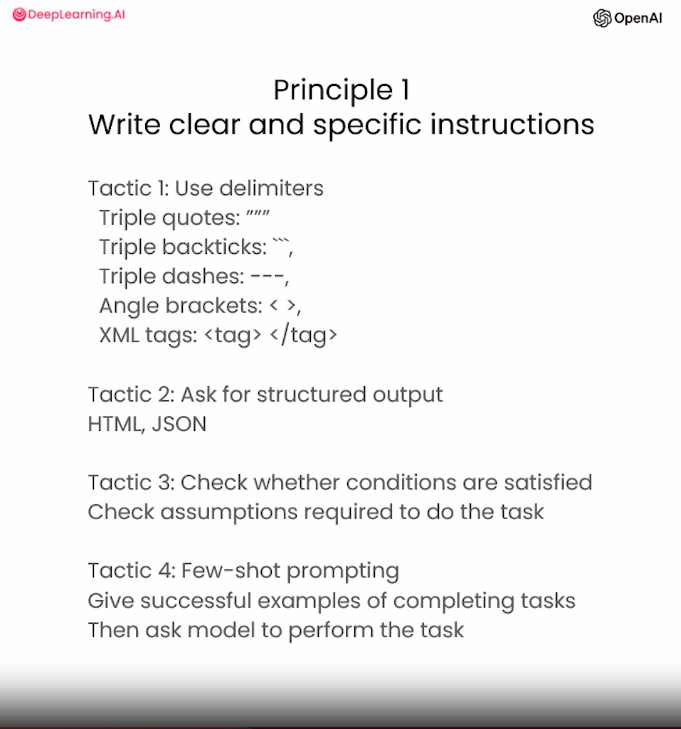 DeepLearning.AI
OpenAI
Principle 1
Write clear and specific instructions
Tactic 1: Use delimiters
Triple quotes: ”””
Triple backticks: ```,
Triple dashes: ---,
Angle brackets: < >,
XML tags: <tag> </tag>
Tactic 2: Ask for structured output
HTML, JSON
Tactic 3: Check whether conditions are satisfied
Check assumptions required to do the task
Tactic 4: Few-shot prompting
Give successful examples of completing tasks
Then ask model to perform the task